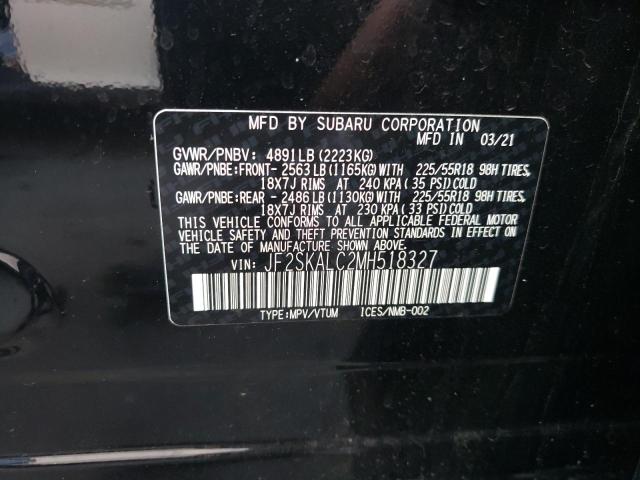 MFD BY SUBARU CORPORATION
MFD IN 03/21
GVWR/PNBV: 4891LB(2223KG)
GAWR/PNBE:FRONT- 2563LB(1165KG)WITH 225/55R18 98H TIRES,
18X7J RIMS AT 240 KPA(35 PSI)COLD
GAWR/PNBE:REAR - 2486LB(1130KG)WITH 225/55R18 98H TIRES,
18X7J RIMS AT 230 KPA(33 PSI)COLD
THIS VEHICLE CONFORMS TO ALL APPLICABLE FEDERAL MOTOR
VEHICLE SAFETY AND THEFT PREVENTION STANDARDS IN EFFECT ON
THE DATE OF MANUFACTURE SHOWN ABOVE.
VIN: JF2SKALC2MH518327
TYPE:MPV/VTUM ICES/NMB-002